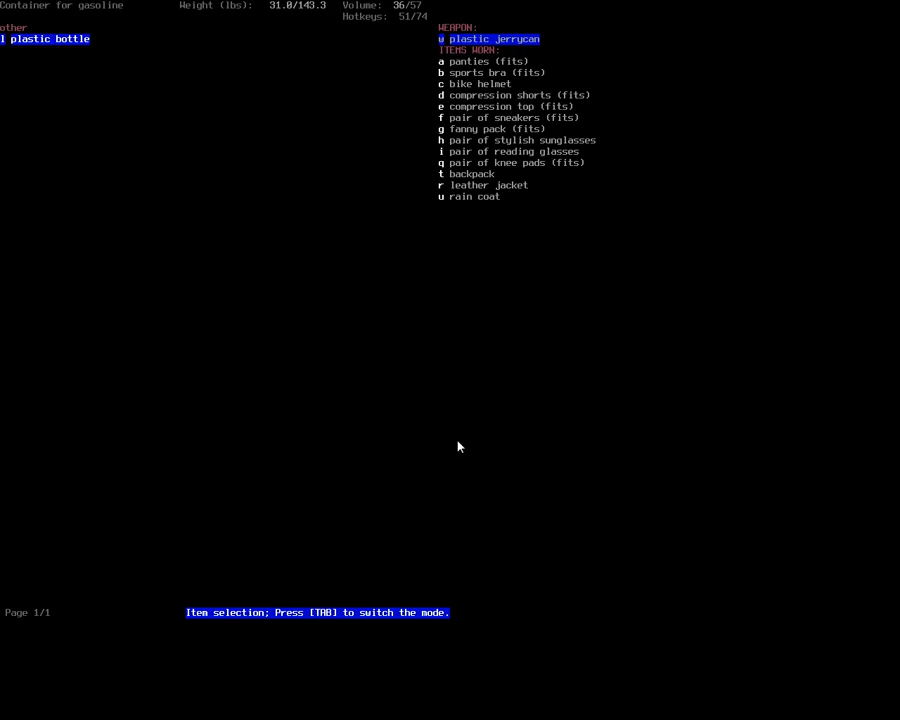 Container for gasoline Weight (lbs): 31.0/143.3 Volume: 36/57
Hotkeys: 51/74
other
l plastic bottle
WEAPON:
w plastic jerrycan
ITEMS WORN:
a panties (fits)
b sports bra (fits)
c bike helmet
d compression shorts (fits)
e compression top (fits)
f pair of sneakers (fits)
g fanny pack (fits)
h pair of stylish sunglasses
i pair of reading glasses
q pair of knee pads (fits)
t backpack
r leather jacket
u rain coat
Page 1/1 Item selection; Press [TAB] to switch the mode.